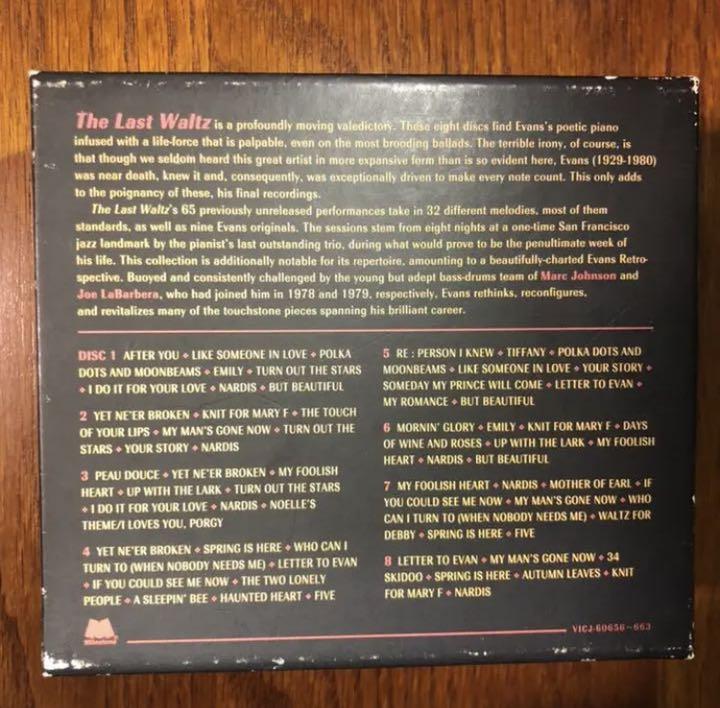 The Last Waltz is a profoundly moving valedictory. These eight discs find Evans's poetic piano
infused with a life-force that is palpable, even on the most brooding ballads. The terrible irony, of course, is
that though we seldom heard this great artist in more expansive form than is so evident here, Evans (1929-1980)
was near death, knew it and, consequently, was exceptionally driven to make every note count. This only adds
to the poignancy of these, his final recordings.
The Last Waltz's 65 previously unreleased performances take in 32 different melodies, most of them
standards, as well as nine Evans originals. The sessions stem from eight nights at a one-time San Francisco
jazz landmark by the pianist's last outstanding trio, during what would prove to be the penultimate week of
his life. This collection is additionally notable for its repertoire, amounting to a beautifully-charted Evans Retro-
spective. Buoyed and consistently challenged by the young but adept bass-drums team of Marc Johnson and
Joe LaBarbera, who had joined him in 1978 and 1979, respectively, Evans rethinks, reconfigures,
and revitalizes many of the touchstone pieces spanning his brilliant career.
DISC 1 AFTER YOU ◆ LIKE SOMEONE IN LOVE ◆ POLKA
DOTS AND MOONBEAMS ◆ EMILY ◆ TURN OUT THE STARS
◆ I DO IT FOR YOUR LOVE ◆ NARDIS ◆ BUT BEAUTIFUL
2 YET NE'ER BROKEN ◆ KNIT FOR MARY F ◆ THE TOUCH
OF YOUR LIPS ◆ MY MAN'S GONE NOW ◆ TURN OUT THE
STARS ◆ YOUR STORY ◆ NARDIS
3 PEAU DOUCE ◆ YET NE'ER BROKEN ◆ MY FOOLISH
HEART ◆ UP WITH THE LARK ◆ TURN OUT THE STARS
◆ I DO IT FOR YOUR LOVE ◆ NARDIS ◆ NOELLE'S
THEME/I LOVES YOU, PORGY
4 YET NE'ER BROKEN ◆ SPRING IS HERE ◆ WHO CAN I
TURN TO (WHEN NOBODY NEEDS ME) ◆ LETTER TO EVAN
◆ IF YOU COULD SEE ME NOW ◆ THE TWO LONELY
PEOPLE ◆ A SLEEPIN' BEE ◆ HAUNTED HEART ◆ FIVE
5 RE : PERSON I KNEW ◆ TIFFANY ◆ POLKA DOTS AND
MOONBEAMS ◆ LIKE SOMEONE IN LOVE ◆ YOUR STORY ◆
SOMEDAY MY PRINCE WILL COME ◆ LETTER TO EVAN ◆
MY ROMANCE ◆ BUT BEAUTIFUL
6 MORNIN' GLORY ◆ EMILY ◆ KNIT FOR MARY F ◆ DAYS
OF WINE AND ROSES ◆ UP WITH THE LARK ◆ MY FOOLISH
HEART ◆ NARDIS ◆ BUT BEAUTIFUL
7 MY FOOLISH HEART ◆ NARDIS ◆ MOTHER OF EARL ◆ IF
YOU COULD SEE ME NOW ◆ MY MAN'S GONE NOW ◆ WHO
CAN I TURN TO (WHEN NOBODY NEEDS ME) ◆ WALTZ FOR
DEBBY ◆ SPRING IS HERE ◆ FIVE
8 LETTER TO EVAN ◆ MY MAN'S GONE NOW ◆ 34
SKIDOO ◆ SPRING IS HERE ◆ AUTUMN LEAVES ◆ KNIT
FOR MARY F ◆ NARDIS
VICJ-60656~663